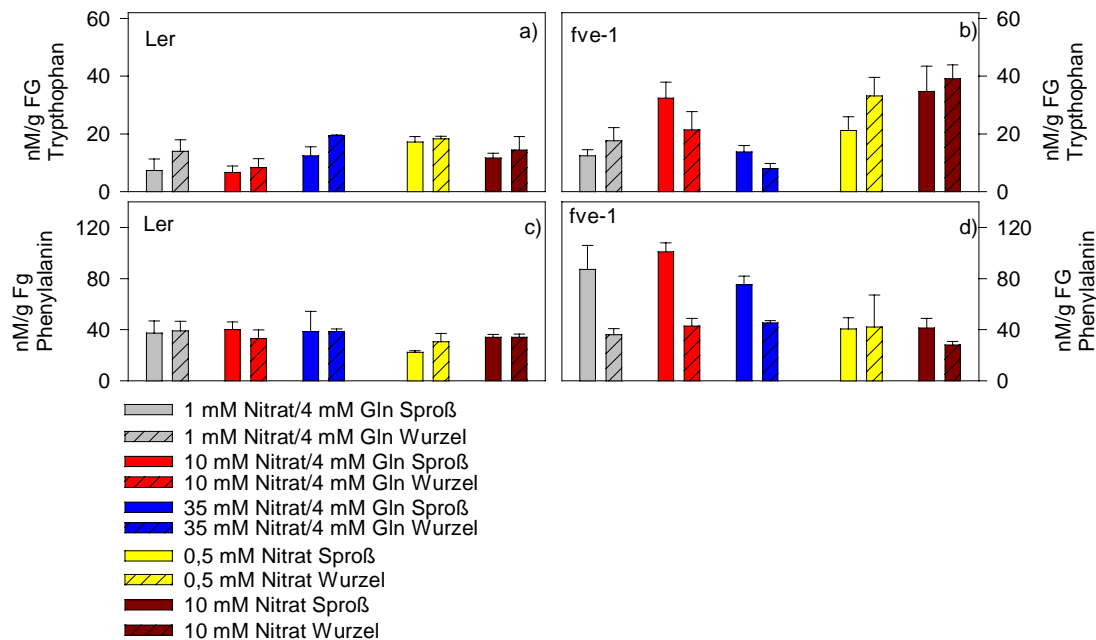 60
40
20
0
nM/g FG
Trypthophan
Ler
a)
fve-1
b)
60
40
20
0
nM/g FG
Trypthophan
120
80
40
0
nM/g Fg
Phenylalanin
Ler
c)
fve-1
d)
120
80
40
0
nM/g FG
Phenylalanin
1 mM Nitrat/4 mM Gln Sproß
1 mM Nitrat/4 mM Gln Wurzel
10 mM Nitrat/4 mM Gln Sproß
10 mM Nitrat/4 mM Gln Wurzel
35 mM Nitrat/4 mM Gln Sproß
35 mM Nitrat/4 mM Gln Wurzel
0,5 mM Nitrat Sproß
0,5 mM Nitrat Wurzel
10 mM Nitrat Sproß
10 mM Nitrat Wurzel